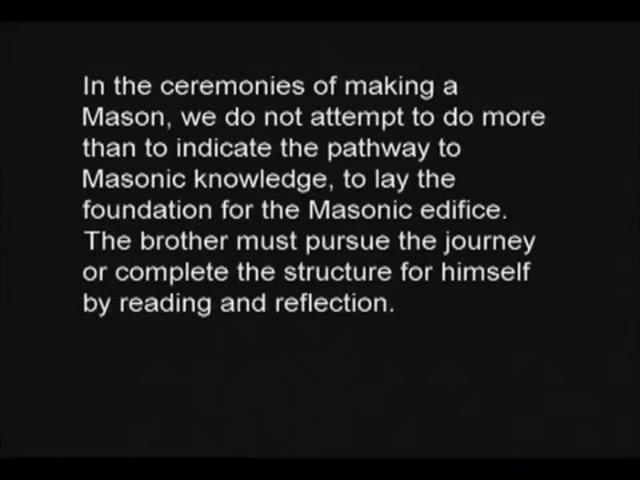 In the ceremonies of making a
Mason, we do not attempt to do more
than to indicate the pathway to
Masonic knowledge, to lay the
foundation for the Masonic edifice.
The brother must pursue the journey
or complete the structure for himself
by reading and reflection.